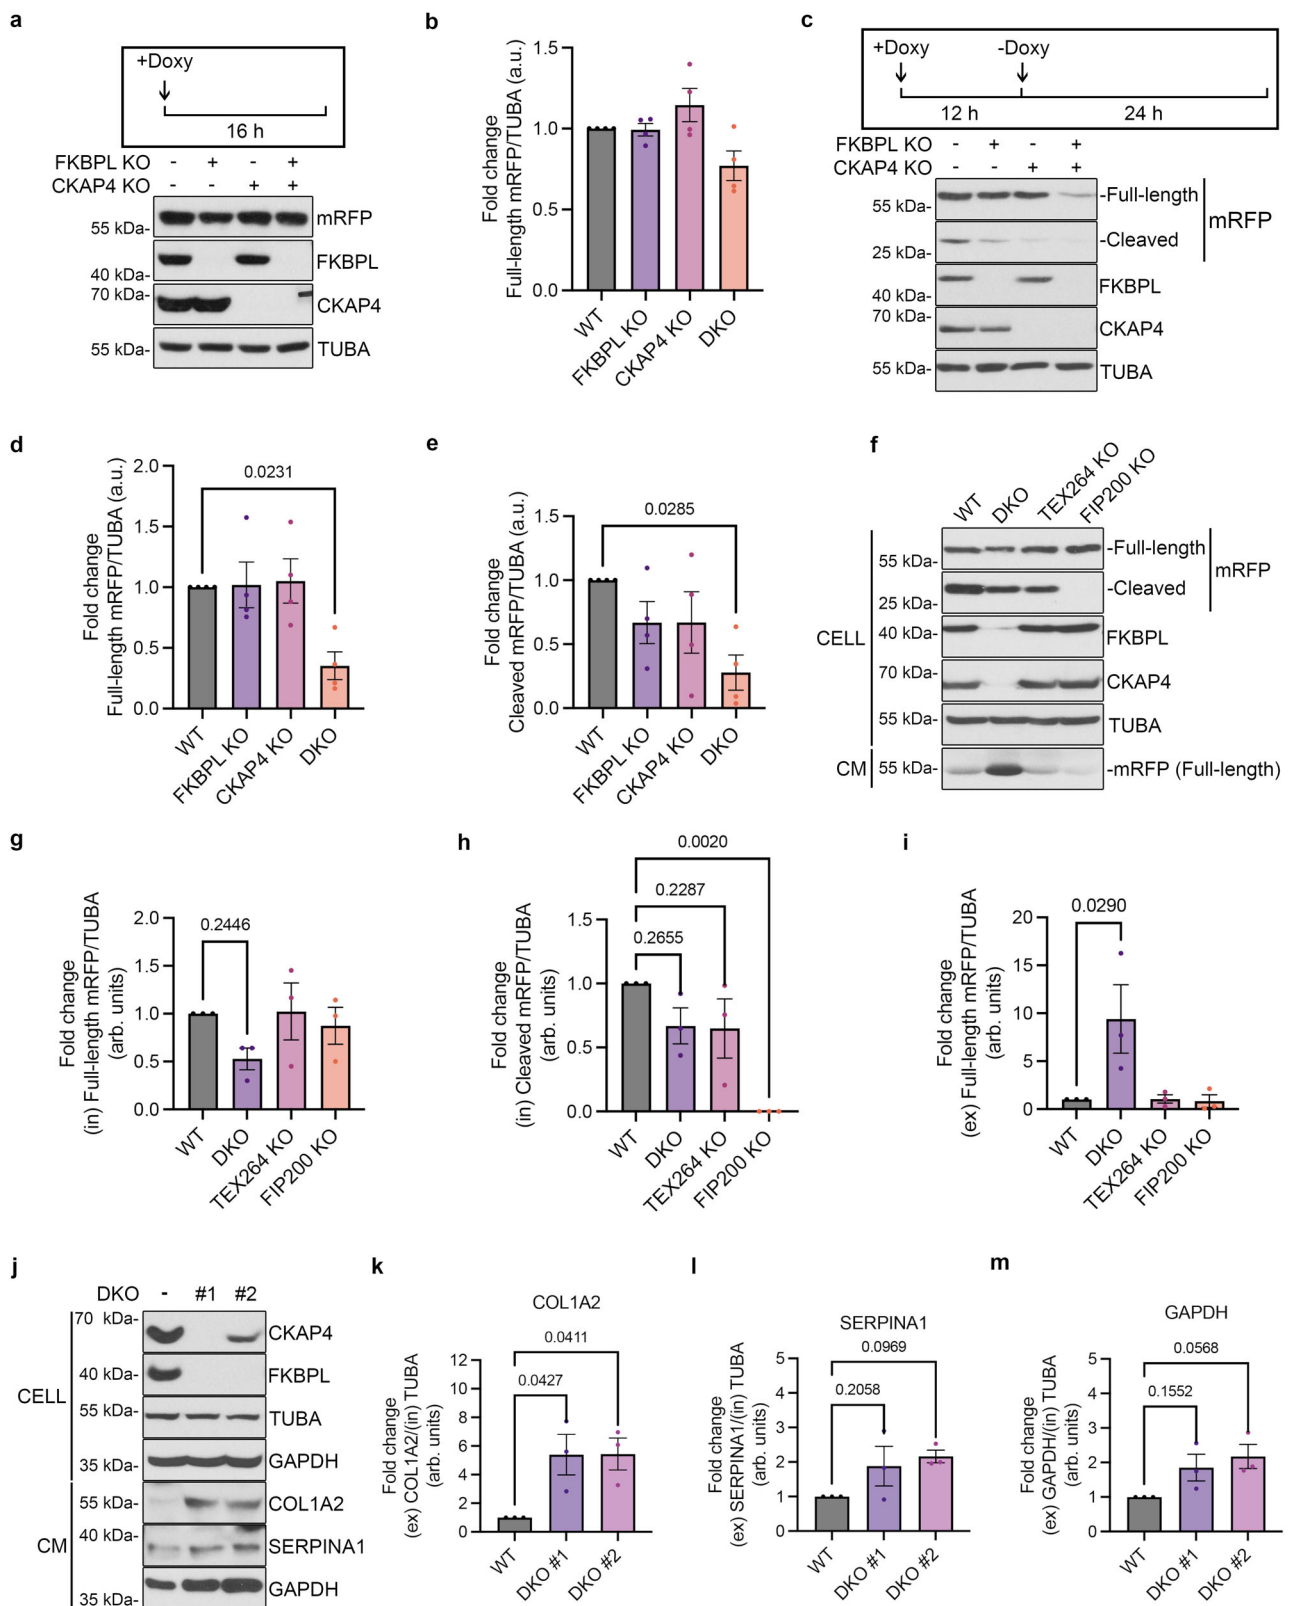 a
+Doxy
16 h
FKBPL KO - + - +
CKAP4 KO - - + +
mRFP
55 kDa-
FKBPL
40 kDa-
70 kDa-
CKAP4
55 kDa-
TUBA
b
Fold change
Full-length mRFP/TUBA (a.u.)
1.5
1.0
0.5
0.0
WT
FKBPL KO
CKAP4 KO
DKO
c
+Doxy
-Doxy
12 h
24 h
FKBPL KO - + - +
CKAP4 KO - - + +
-Full-length
55 kDa-
mRFP
-Cleaved
25 kDa-
FKBPL
40 kDa-
70 kDa-
CKAP4
55 kDa-
TUBA
d
Fold change
Full-length mRFP/TUBA (a.u.)
2.0
1.5
1.0
0.5
0.0
0.0231
WT
FKBPL KO
CKAP4 KO
DKO
e
Fold change
Cleaved mRFP/TUBA (a.u.)
1.5
1.0
0.5
0.0
0.0285
WT
FKBPL KO
CKAP4 KO
DKO
f
WT
DKO
TEX264 KO
FIP200 KO
-Full-length
55 kDa-
mRFP
-Cleaved
25 kDa-
CELL
40 kDa-
FKBPL
70 kDa-
CKAP4
55 kDa-
TUBA
CM
55 kDa-
-mRFP (Full-length)
g
Fold change
(in) Full-length mRFP/TUBA
(arb. units)
2.0
1.5
1.0
0.5
0.0
0.2446
WT
DKO
TEX264 KO
FIP200 KO
h
Fold change
(in) Cleaved mRFP/TUBA
(arb. units)
1.5
1.0
0.5
0.0
0.0020
0.2287
0.2655
WT
DKO
TEX264 KO
FIP200 KO
i
Fold change
(ex) Full-length mRFP/TUBA
(arb. units)
20
15
10
5
0
0.0290
WT
DKO
TEX264 KO
FIP200 KO
j
DKO - #1 #2
70 kDa-
CKAP4
CELL
40 kDa-
FKBPL
55 kDa-
TUBA
GAPDH
35 kDa-
CM
55 kDa-
COL1A2
40 kDa-
SERPINA1
GAPDH
35 kDa-
k
COL1A2
Fold change
(ex) COL1A2/(in) TUBA
(arb. units)
12
10
8
6
4
2
0
0.0411
0.0427
WT
DKO #1
DKO #2
l
SERPINA1
Fold change
(ex) SERPINA1/(in) TUBA
(arb. units)
5
4
3
2
1
0
0.0969
0.2058
WT
DKO #1
DKO #2
m
GAPDH
Fold change
(ex) GAPDH/(in) TUBA
(arb. units)
5
4
3
2
1
0
0.0568
0.1552
WT
DKO #1
DKO #2